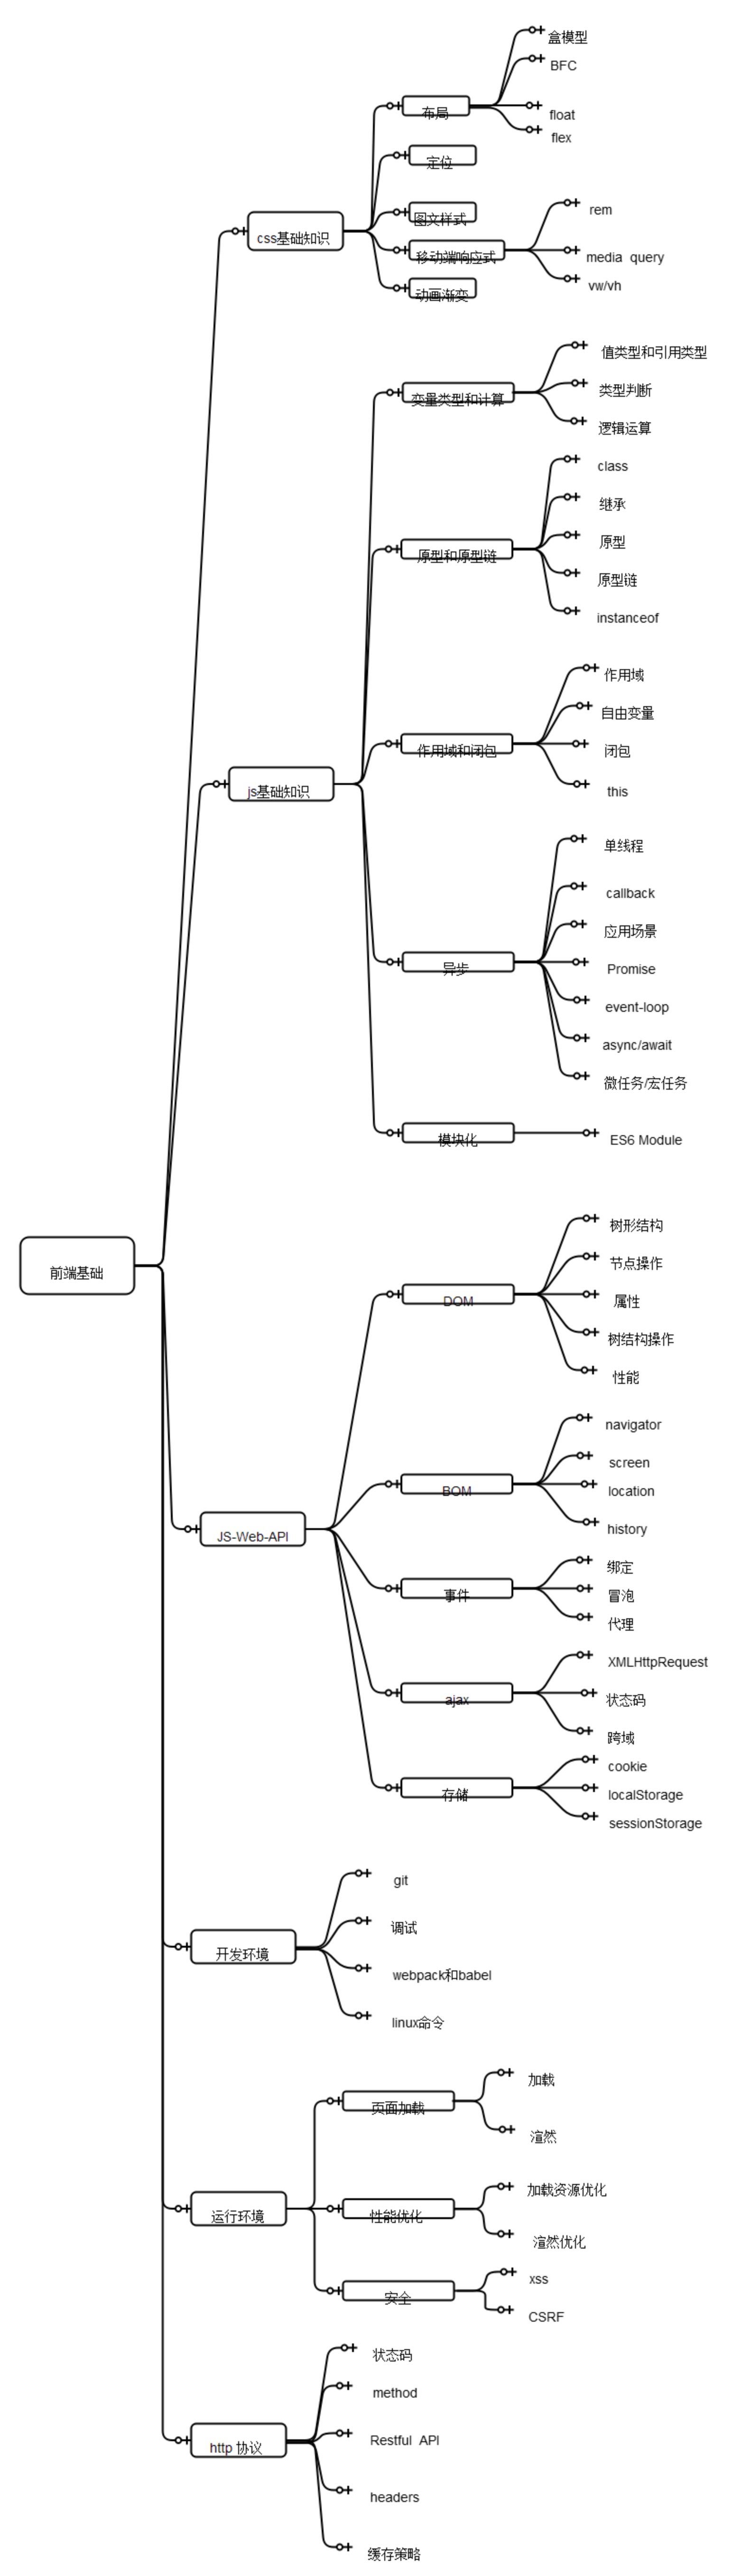 前端基础
css基础知识
布局
盒模型
BFC
float
flex
定位
图文样式
移动端响应式
rem
media query
vw/vh
动画渐变
js基础知识
变量类型和计算
值类型和引用类型
类型判断
逻辑运算
原型和原型链
class
继承
原型
原型链
instanceof
作用域和闭包
作用域
自由变量
闭包
this
异步
单线程
callback
应用场景
Promise
event-loop
async/await
微任务/宏任务
模块化
ES6 Module
JS-Web-API
DOM
树形结构
节点操作
属性
树结构操作
性能
BOM
navigator
screen
location
history
事件
绑定
冒泡
代理
ajax
XMLHttpRequest
状态码
跨域
存储
cookie
localStorage
sessionStorage
开发环境
git
调试
webpack和babel
linux命令
运行环境
页面加载
加载
渲然
性能优化
加载资源优化
渲然优化
安全
xss
CSRF
http 协议
状态码
method
Restful API
headers
缓存策略